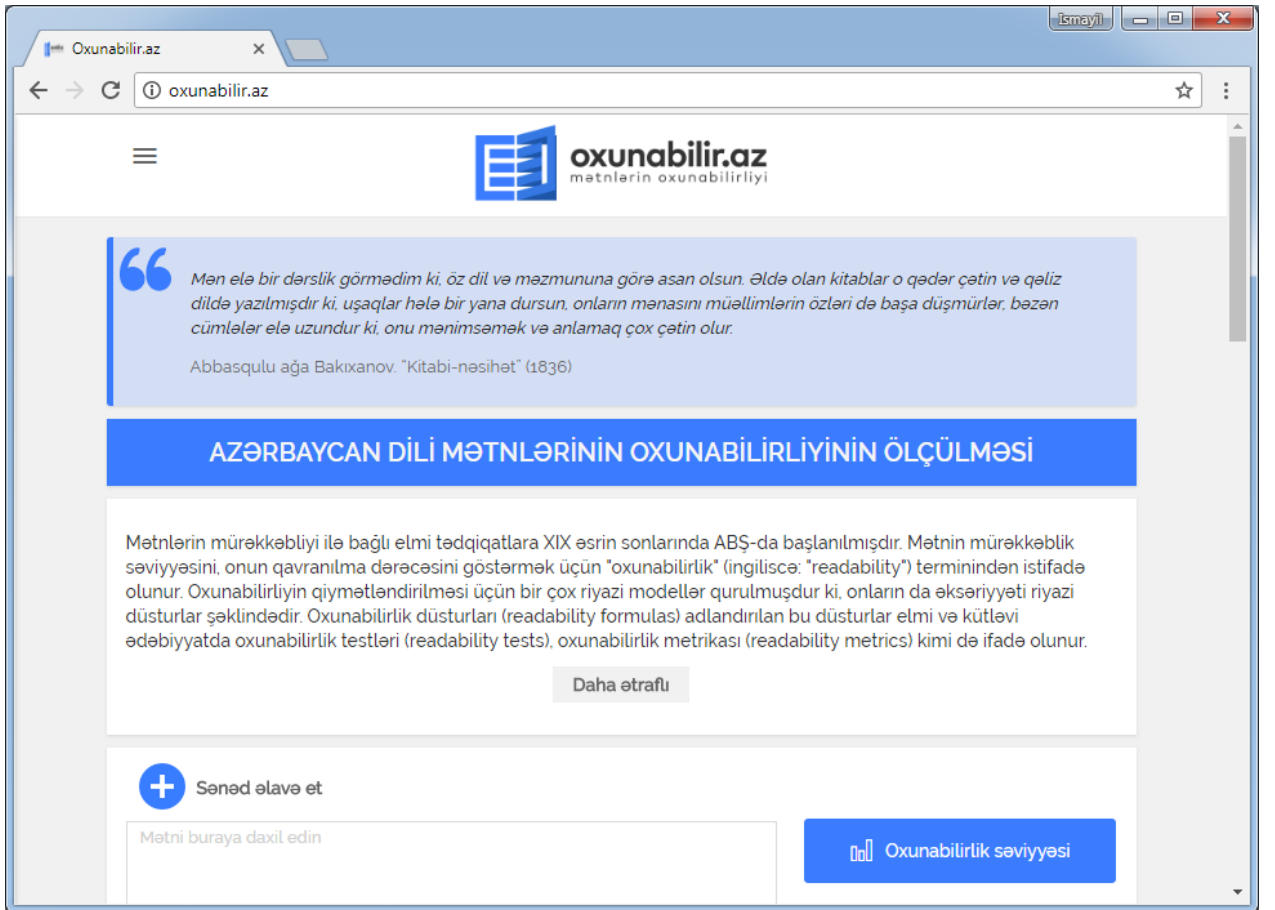 İsmayıl
Oxunabilir.az
oxunabilir.az
oxunabilir.az
mətnlərin oxunabilirliyi
Mən elə bir dərslik görmədim ki, öz dil və məzmununa görə asan olsun. Əldə olan kitablar o qədər çətin və qəliz
dildə yazılmışdır ki, uşaqlar hələ bir yana dursun, onların mənasını müəllimlərin özləri də başa düşmürlər, bəzən
cümlələr elə uzundur ki, onu mənimsəmək və anlamaq çox çətin olur.
Abbasqulu ağa Bakıxanov. "Kitabi-nəsihət" (1836)
AZƏRBAYCAN DİLİ MƏTNLƏRİNİN OXUNABİLİRLİYİNİN ÖLÇÜLMƏSİ
Mətnlərin mürəkkəbliyi ilə bağlı elmi tədqiqatlara XIX əsrin sonlarında ABŞ-da başlanılmışdır. Mətnin mürəkkəblik
səviyyəsini, onun qavranılma dərəcəsini göstərmək üçün "oxunabilirlik" (ingiliscə: "readability") terminindən istifadə
olunur. Oxunabilirliyin qiymətləndirilməsi üçün bir çox riyazi modellər qurulmuşdur ki, onların da əksəriyyəti riyazi
düsturlar şəklindədir. Oxunabilirlik düsturları (readability formulas) adlandırılan bu düsturlar elmi və kütləvi
ədəbiyyatda oxunabilirlik testləri (readability tests), oxunabilirlik metrikası (readability metrics) kimi də ifadə olunur.
Daha ətraflı
Sənəd əlavə et
Mətni buraya daxil edin
Oxunabilirlik səviyyəsi